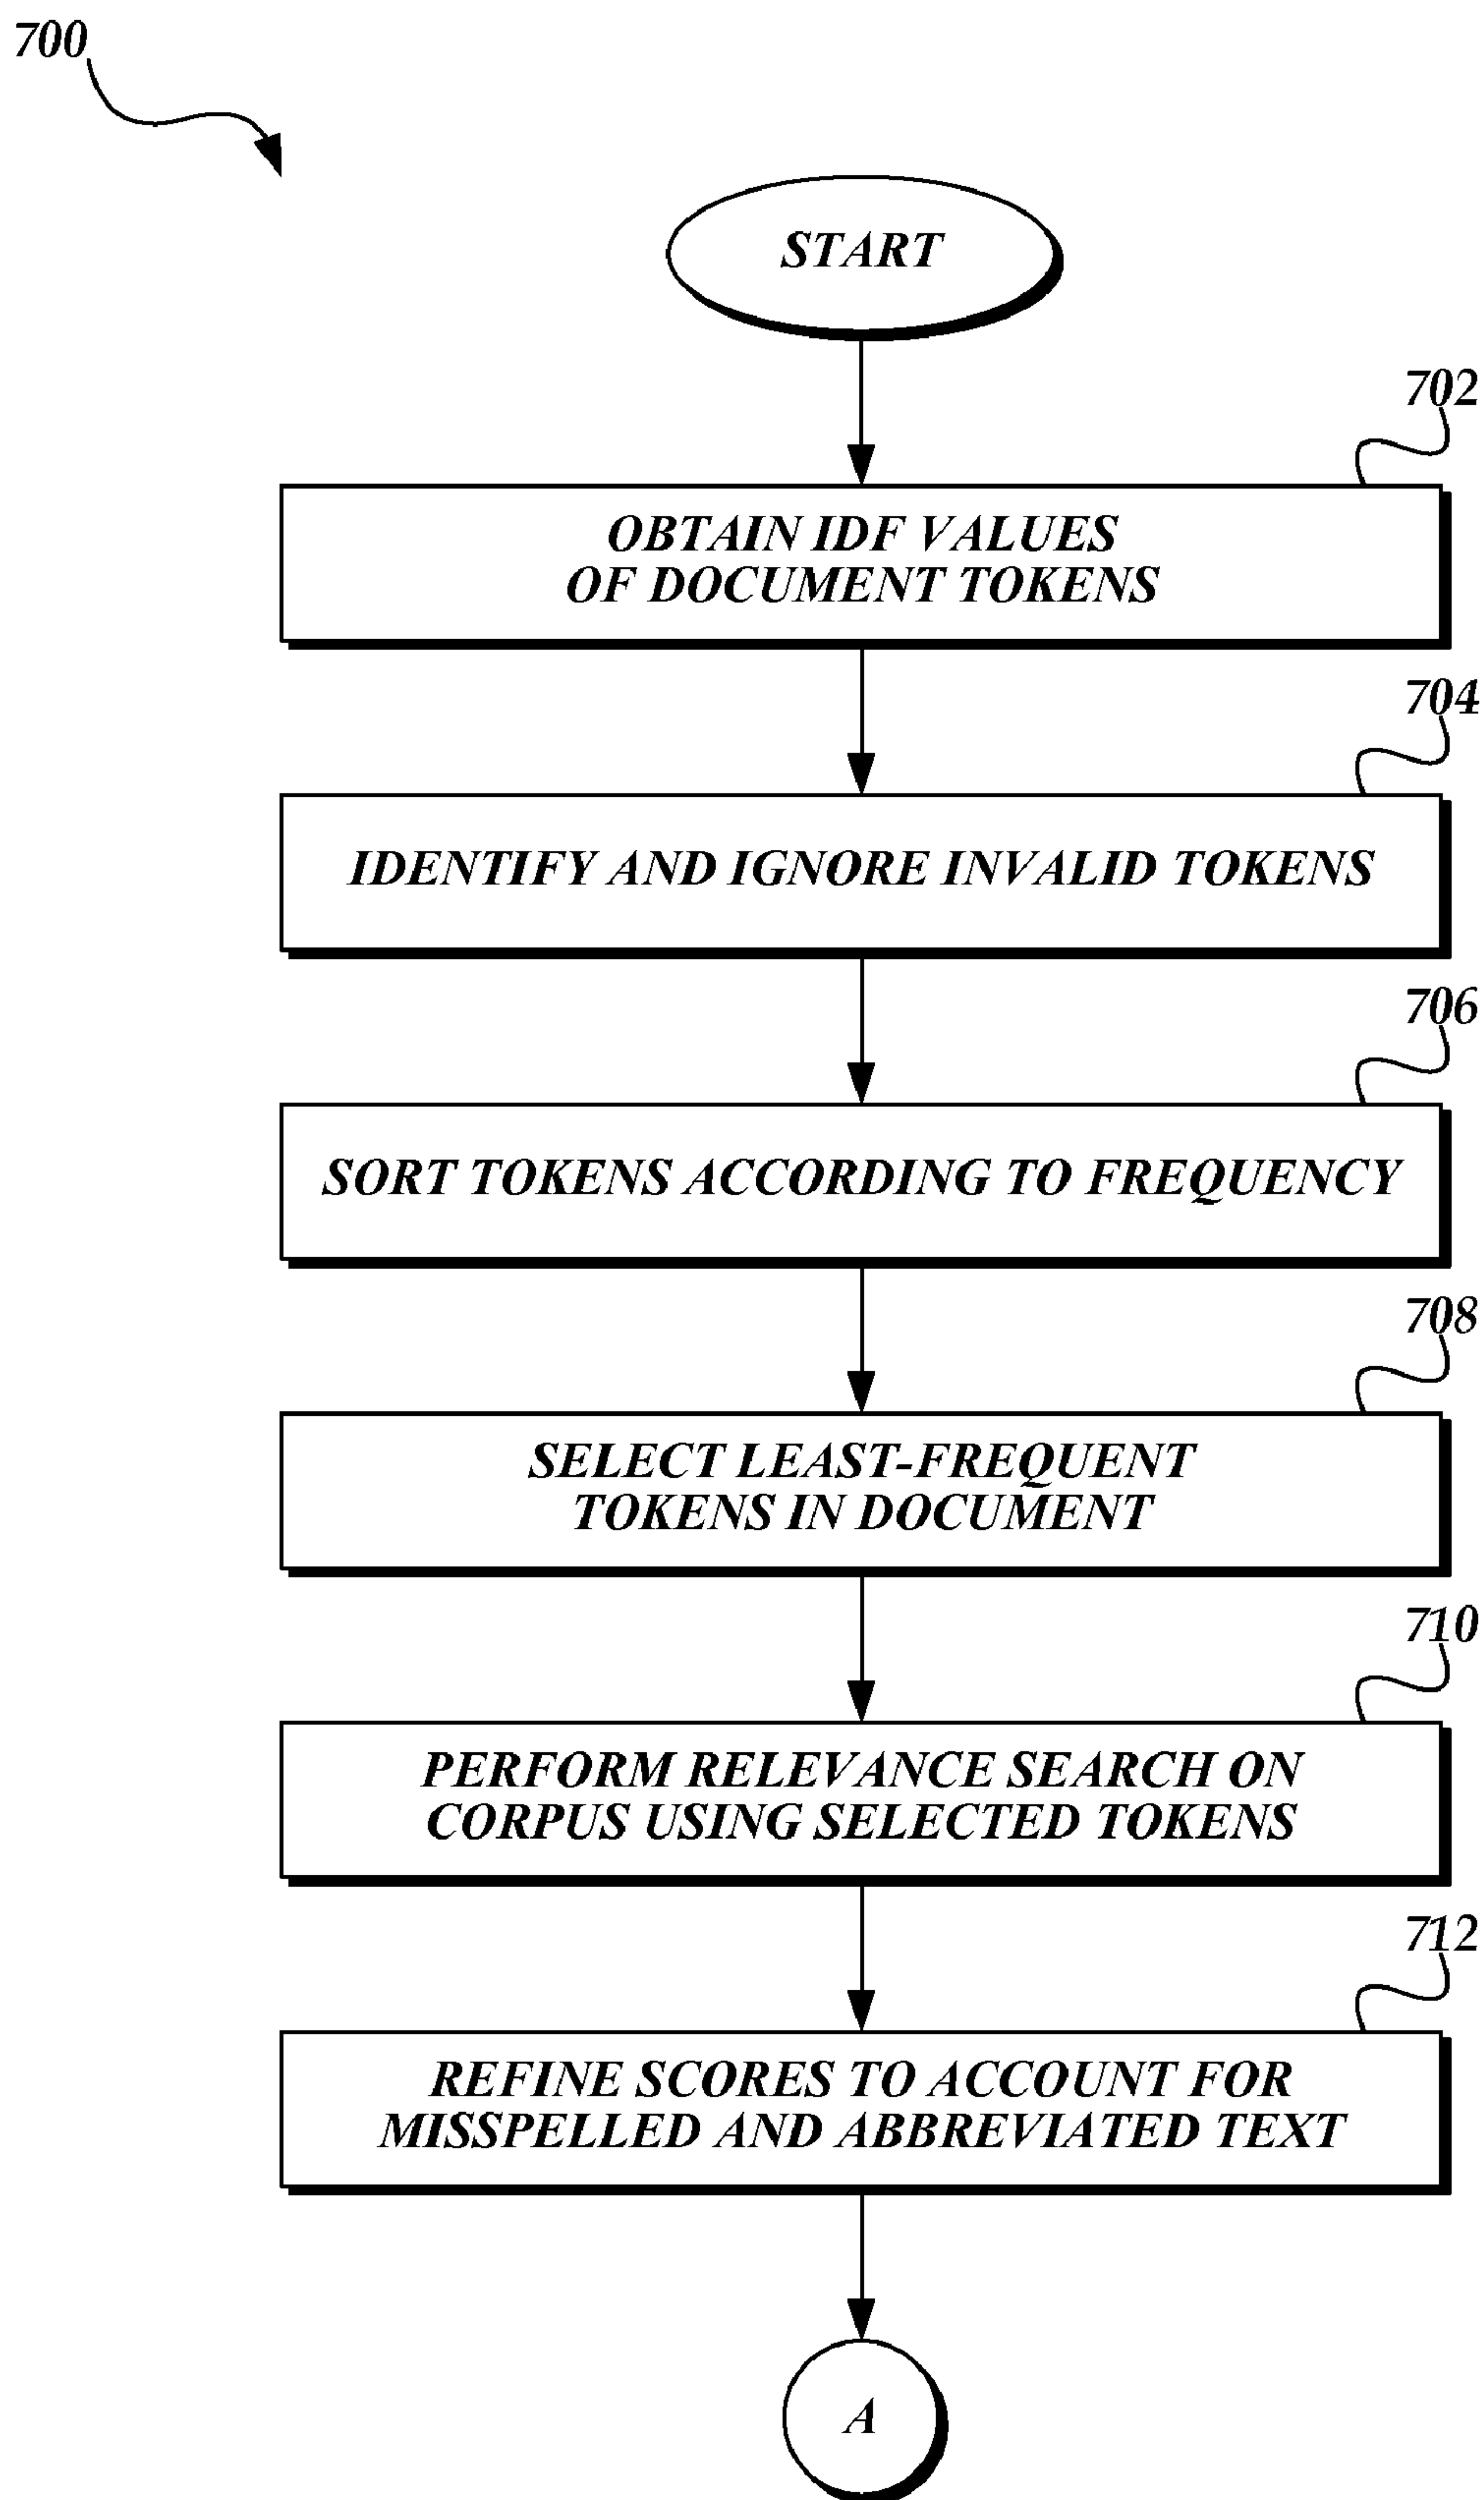 700
START
702
OBTAIN IDF VALUES
OF DOCUMENT TOKENS
704
IDENTIFY AND IGNORE INVALID TOKENS
706
SORT TOKENS ACCORDING TO FREQUENCY
708
SELECT LEAST-FREQUENT
TOKENS IN DOCUMENT
710
PERFORM RELEVANCE SEARCH ON
CORPUS USING SELECTED TOKENS
712
REFINE SCORES TO ACCOUNT FOR
MISSPELLED AND ABBREVIATED TEXT
A